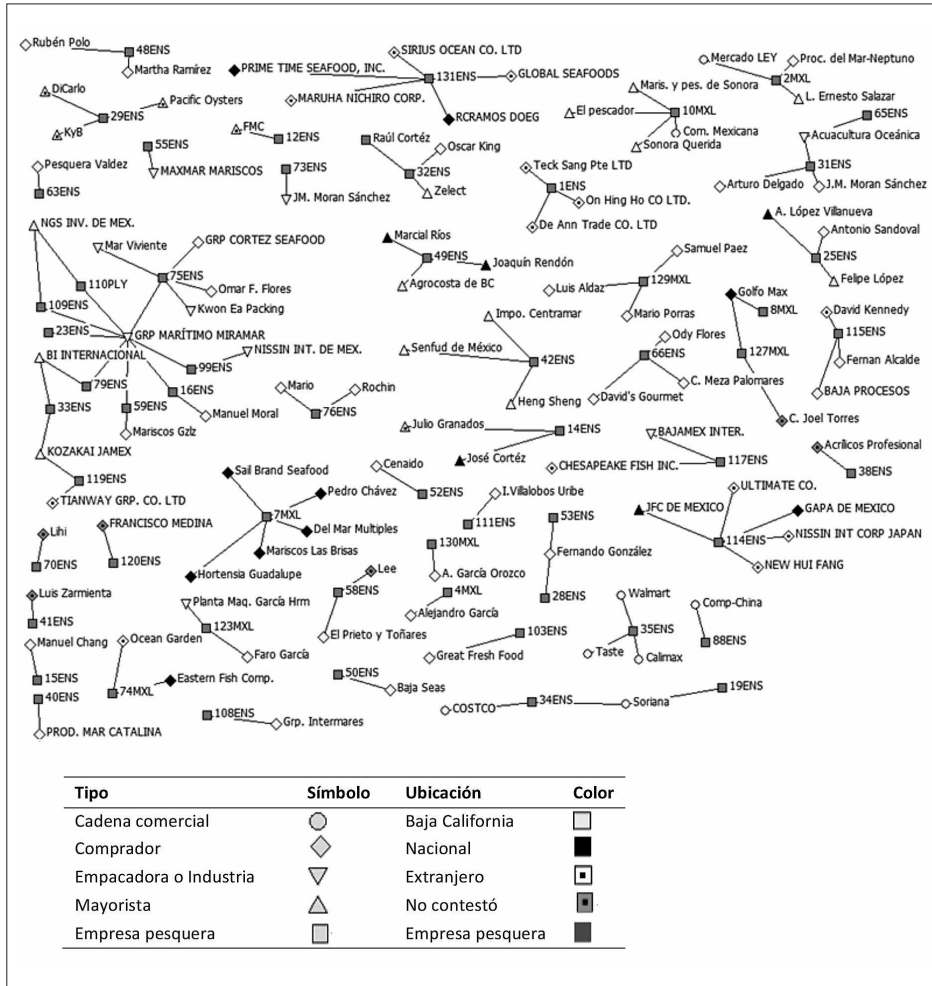 Rubén Polo
48ENS
Martha Ramírez
SIRIUS OCEAN CO. LTD
PRIME TIME SEAFOOD, INC.
131ENS
GLOBAL SEAFOODS
MARUHA NICHIRO CORP.
RCRAMOS DOEG
Mercado LEY
Proc. del Mar-Neptuno
2MXL
L. Ernesto Salazar
Maris. y pes. de Sonora
El pescador
10MXL
Com. Mexicana
Sonora Querida
65ENS
Acuacultura Oceánica
31ENS
Arturo Delgado
J.M. Moran Sánchez
DiCarlo
Pacific Oysters
29ENS
KyB
FMC
12ENS
55ENS
MAXMAR MARISCOS
73ENS
JM. Moran Sánchez
Raúl Cortéz
Oscar King
32ENS
Zelect
Pesquera Valdez
63ENS
Teck Sang Pte LTD
1ENS
On Hing Ho CO LTD.
De Ann Trade CO. LTD
A. López Villanueva
Antonio Sandoval
25ENS
Felipe López
NGS INV. DE MEX.
Mar Viviente
GRP CORTEZ SEAFOOD
110PLY
75ENS
Omar F. Flores
109ENS
Kwon Ea Packing
23ENS
GRP MARÍTIMO MIRAMAR
BI INTERNACIONAL
NISSIN INT. DE MEX.
99ENS
79ENS
16ENS
33ENS
59ENS
Manuel Moral
Mariscos Gzlz
KOZAKAI JAMEX
119ENS
TIANWAY GRP. CO. LTD
Marcial Ríos
49ENS
Joaquín Rendón
Agrocosta de BC
Samuel Paez
129MXL
Luis Aldaz
Mario Porras
Golfo Max
8MXL
127MXL
C. Joel Torres
David Kennedy
115ENS
Fernan Alcalde
BAJA PROCESOS
Impo. Centramar
Senfud de México
42ENS
Heng Sheng
Ody Flores
66ENS
C. Meza Palomares
David's Gourmet
Mario
Rochin
76ENS
Julio Granados
14ENS
José Cortéz
BAJAMEX INTER.
CHESAPEAKE FISH INC.
117ENS
Acrílicos Profesional
38ENS
Sail Brand Seafood
Pedro Chávez
7MXL
Del Mar Multiples
Mariscos Las Brisas
Hortensia Guadalupe
Cenaido
52ENS
I.Villalobos Uribe
111ENS
53ENS
Fernando González
28ENS
ULTIMATE CO.
JFC DE MEXICO
GAPA DE MEXICO
114ENS
NISSIN INT CORP JAPAN
NEW HUI FANG
Lihi
70ENS
FRANCISCO MEDINA
120ENS
130MXL
A. García Orozco
Lee
58ENS
El Prieto y Toñares
4MXL
Alejandro García
Luis Zarmienta
41ENS
Planta Maq. García Hrm
123MXL
Faro García
Walmart
35ENS
Taste
Calimax
Comp-China
88ENS
103ENS
Great Fresh Food
Manuel Chang
15ENS
Ocean Garden
74MXL
Eastern Fish Comp.
50ENS
Baja Seas
40ENS
PROD. MAR CATALINA
108ENS
Grp. Intermares
COSTCO
34ENS
Soriana
19ENS
Tipo Símbolo Ubicación Color
Cadena comercial Baja California
Comprador Nacional
Empacadora o Industria Extranjero
Mayorista No contestó
Empresa pesquera Empresa pesquera